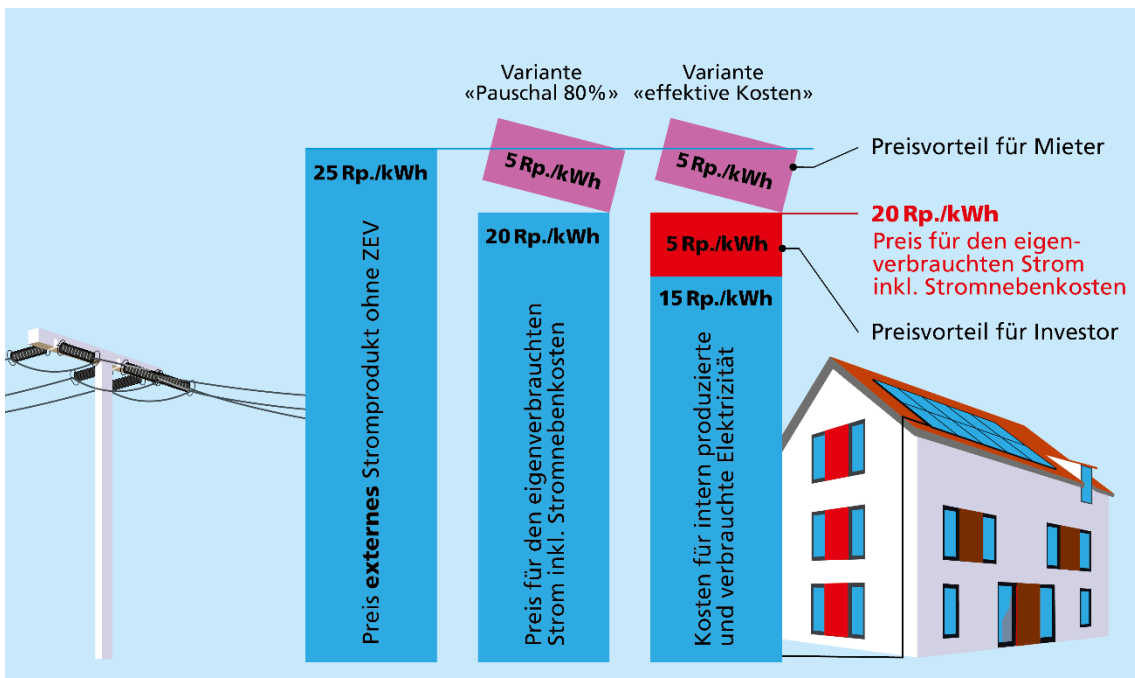 Variante
«Pauschal 80%»
Variante
«effektive Kosten»
25 Rp./kWh
Preis externes Stromprodukt ohne ZEV
5 Rp./kWh
20 Rp./kWh
Preis für den eigenverbrauchten
Strom inkl. Stromnebenkosten
5 Rp./kWh
5 Rp./kWh
15 Rp./kWh
Kosten für intern produzierte
und verbrauchte Elektrizität
Preisvorteil für Mieter
20 Rp./kWh
Preis für den eigen-
verbrauchten Strom
inkl. Stromnebenkosten
Preisvorteil für Investor